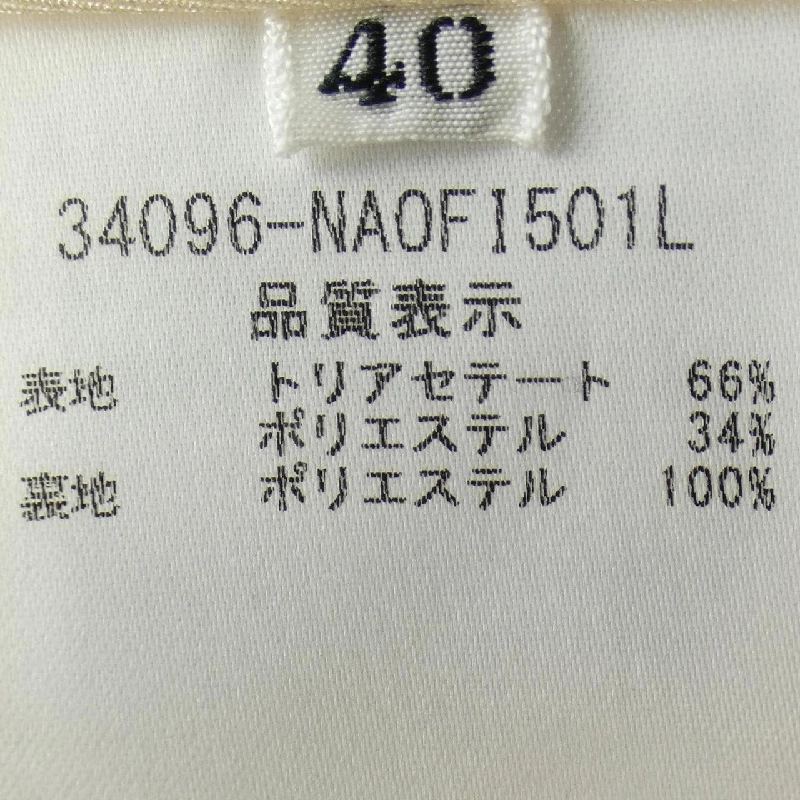 40
34096-NA0FI501L
品質表示
表地 トリアセテート 66%
ポリエステル 34%
裏地 ポリエステル 100%